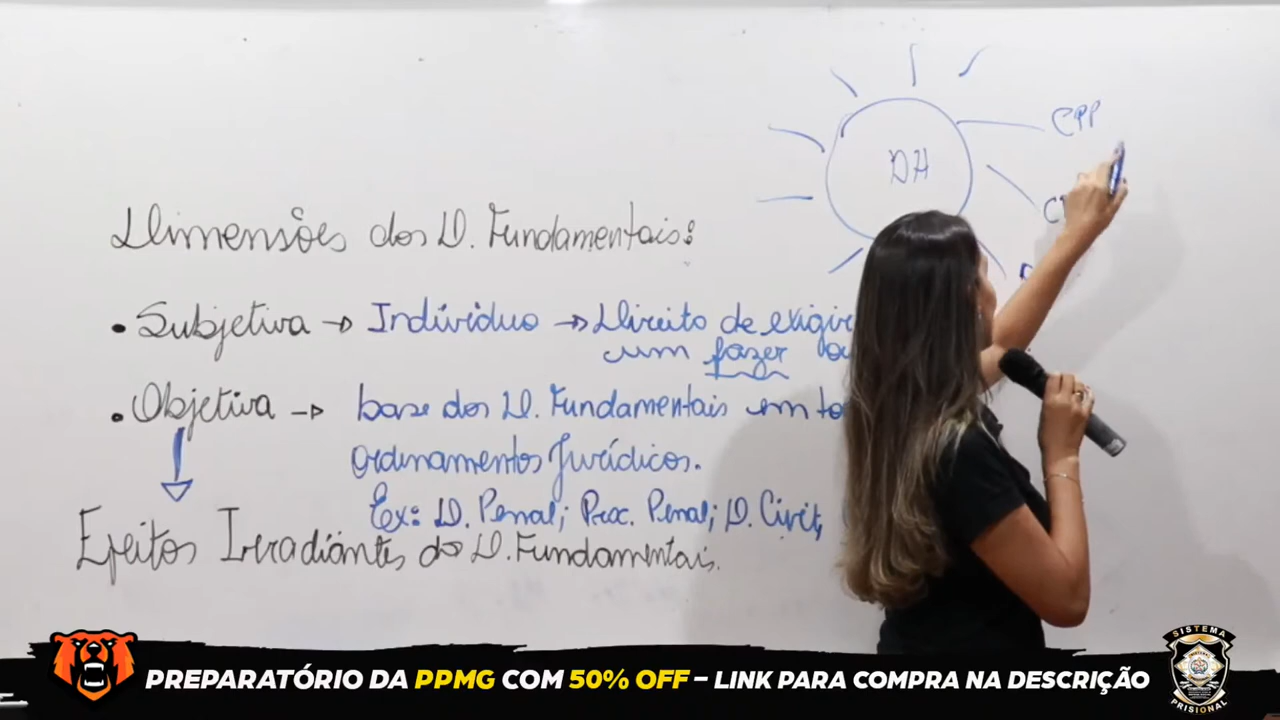 CPP
DH
Dimensões dos D. Fundamentais:
• Subjetiva → Indivíduo → Direito de exigir
um fazer ou
• Objetiva → base dos D. Fundamentais em
ordenamentos Jurídicos.
Ex: D. Penal; Proc. Penal; D. Civil,
Efeitos Irradiantes do D. Fundamentais.
PREPARATÓRIO DA PPMG COM 50% OFF – LINK PARA COMPRA NA DESCRIÇÃO
SISTEMA
PRISIONAL